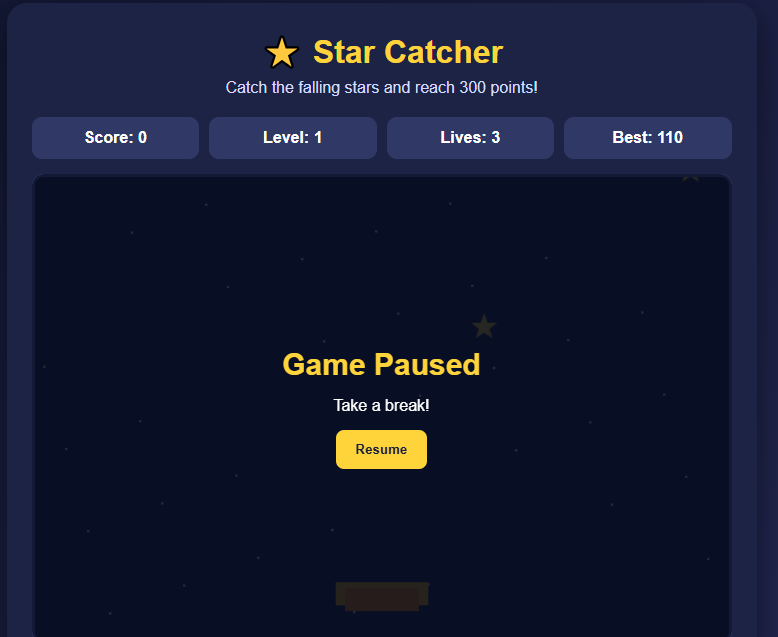 Star Catcher
Catch the falling stars and reach 300 points!
Score: 0
Level: 1
Lives: 3
Best: 110
Game Paused
Take a break!
Resume